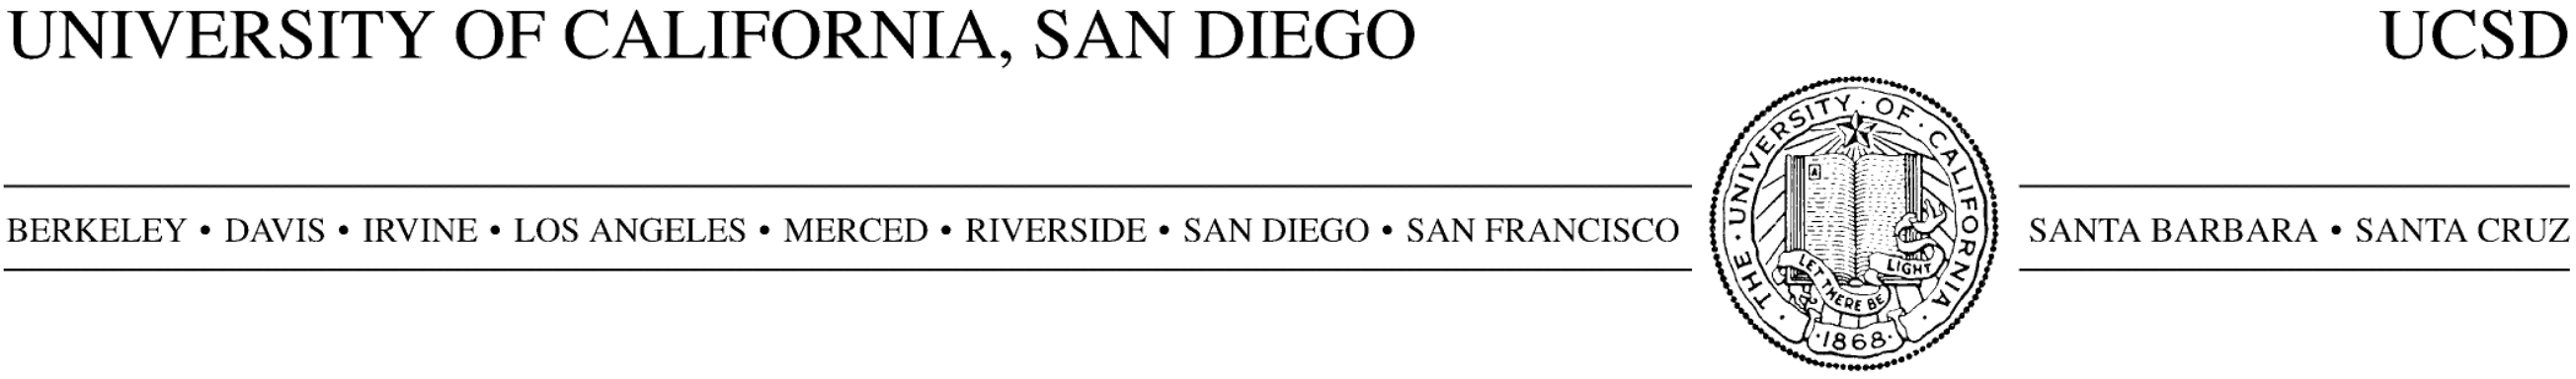 UNIVERSITY OF CALIFORNIA, SAN DIEGO UCSD
BERKELEY • DAVIS • IRVINE • LOS ANGELES • MERCED • RIVERSIDE • SAN DIEGO • SAN FRANCISCO SANTA BARBARA • SANTA CRUZ
THE · UNIVERSITY · OF · CALIFORNIA
A
LET THERE BE LIGHT
·1868·